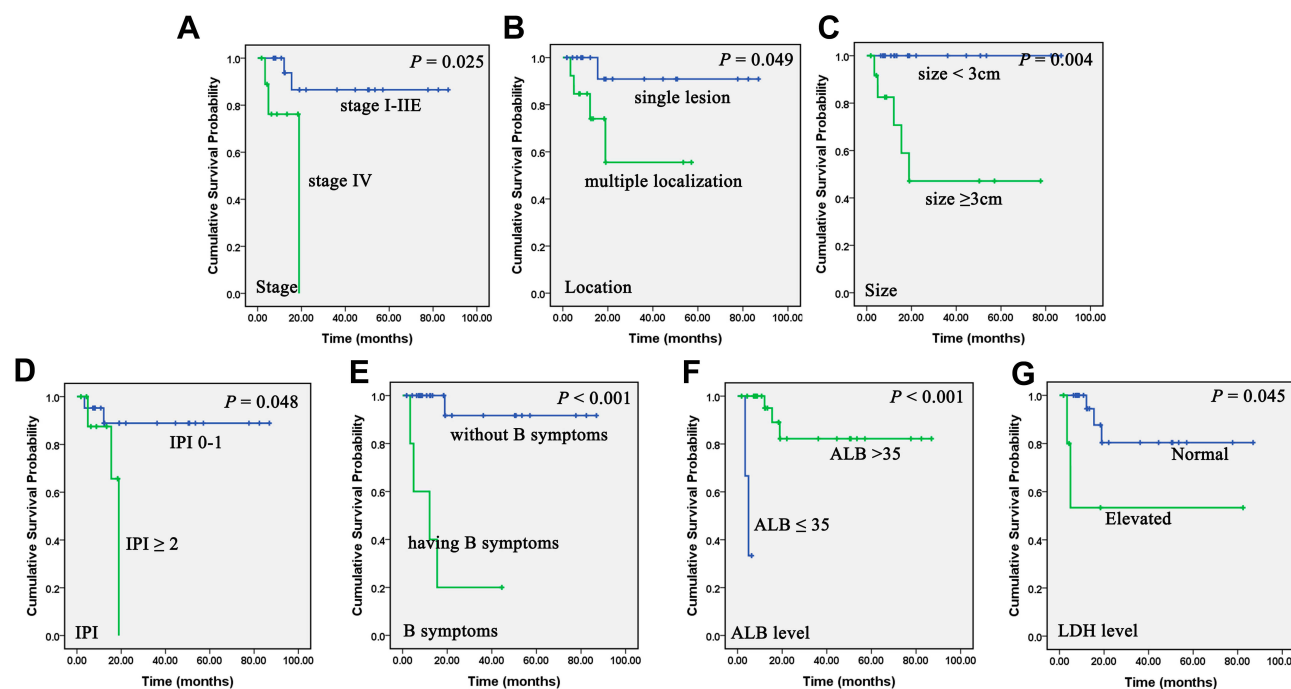 A
Cumulative Survival Probability
1.0
0.8
0.6
0.4
0.2
0.0
P = 0.025
stage I-IIE
stage IV
Stage
0.00 20.00 40.00 60.00 80.00 100.00
Time (months)
B
Cumulative Survival Probability
1.0
0.8
0.6
0.4
0.2
0.0
P = 0.049
single lesion
multiple localization
Location
0.00 20.00 40.00 60.00 80.00 100.00
Time (months)
C
Cumulative Survival Probability
1.0
0.8
0.6
0.4
0.2
0.0
P = 0.004
size < 3cm
size ≥3cm
Size
0.00 20.00 40.00 60.00 80.00 100.00
Time (months)
D
Cumulative Survival Probability
1.0
0.8
0.6
0.4
0.2
0.0
P = 0.048
IPI 0-1
IPI ≥ 2
IPI
0.00 20.00 40.00 60.00 80.00 100.00
Time (months)
E
Cumulative Survival Probability
1.0
0.8
0.6
0.4
0.2
0.0
P < 0.001
without B symptoms
having B symptoms
B symptoms
0.00 20.00 40.00 60.00 80.00 100.00
Time (months)
F
Cumulative Survival Probability
1.0
0.8
0.6
0.4
0.2
0.0
P < 0.001
ALB >35
ALB ≤ 35
ALB level
0.00 20.00 40.00 60.00 80.00 100.00
Time (months)
G
Cumulative Survival Probability
1.0
0.8
0.6
0.4
0.2
0.0
P = 0.045
Normal
Elevated
LDH level
0.00 20.00 40.00 60.00 80.00 100.00
Time (months)